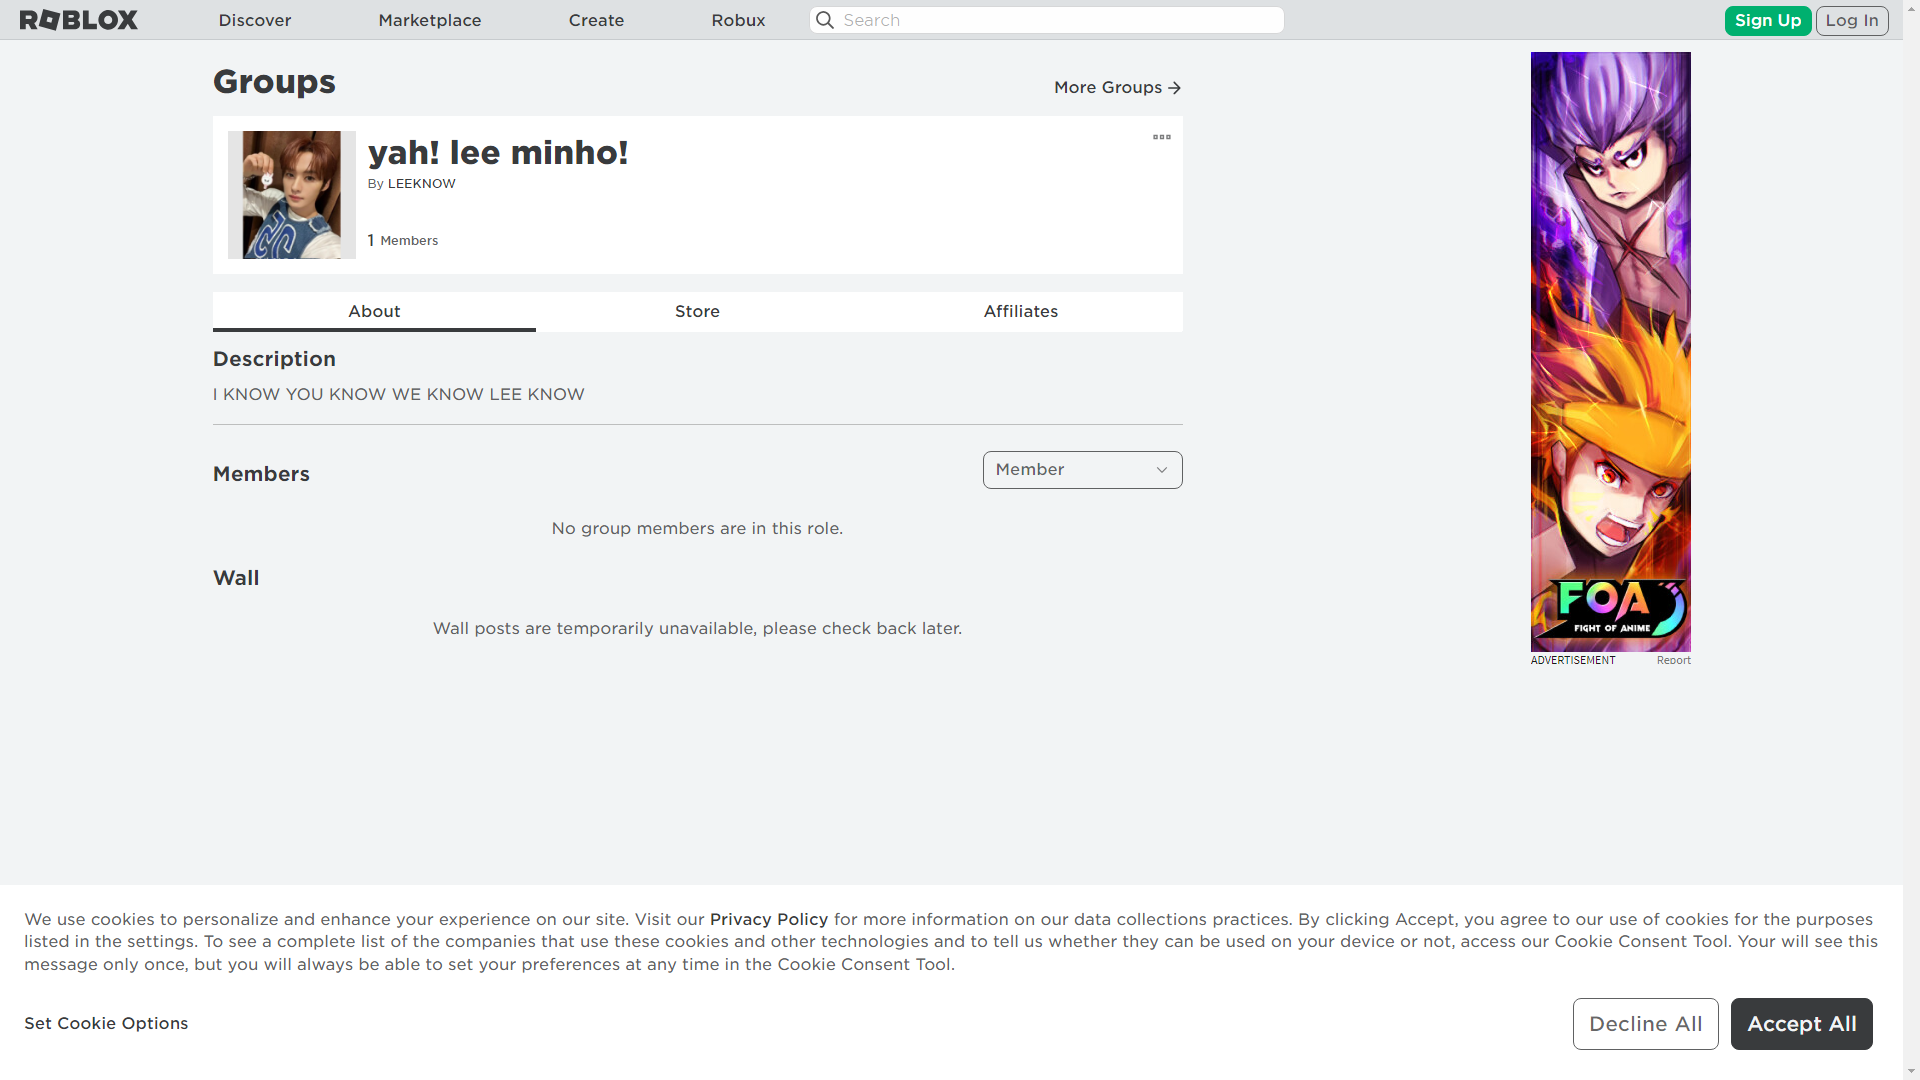 ROBLOX
Discover
Marketplace
Create
Robux
Search
Sign Up
Log In
Groups
More Groups
yah! lee minho!
By LEEKNOW
1 Members
About
Store
Affiliates
Description
I KNOW YOU KNOW WE KNOW LEE KNOW
Members
Member
No group members are in this role.
Wall
Wall posts are temporarily unavailable, please check back later.
FOA
FIGHT OF ANIME
ADVERTISEMENT
Report
We use cookies to personalize and enhance your experience on our site. Visit our Privacy Policy for more information on our data collections practices. By clicking Accept, you agree to our use of cookies for the purposes
listed in the settings. To see a complete list of the companies that use these cookies and other technologies and to tell us whether they can be used on your device or not, access our Cookie Consent Tool. Your will see this
message only once, but you will always be able to set your preferences at any time in the Cookie Consent Tool.
Set Cookie Options
Decline All
Accept All